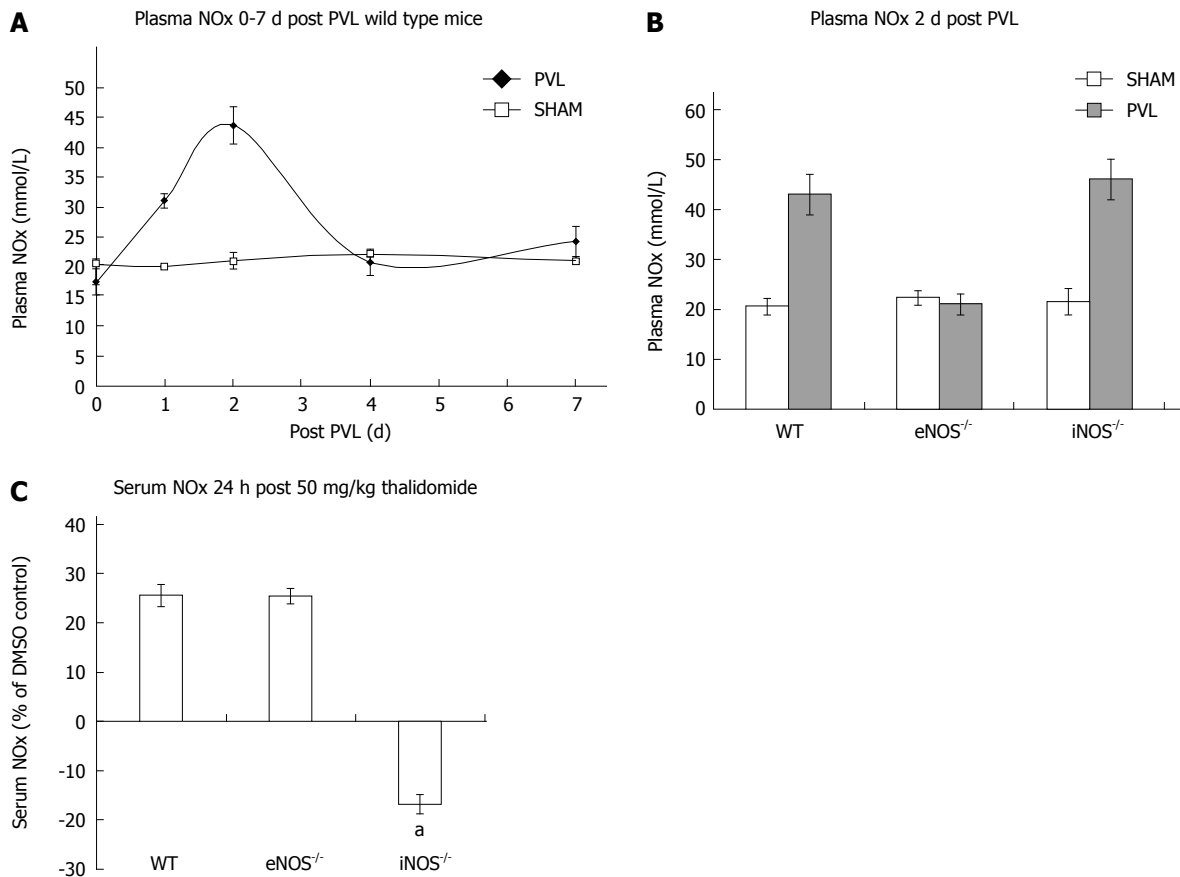 A
Plasma NOx 0-7 d post PVL wild type mice
PVL
SHAM
Plasma NOx (mmol/L)
50
45
40
35
30
25
20
15
10
5
0
0 1 2 4 5 6 7
Post PVL (d)
B
Plasma NOx 2 d post PVL
SHAM
PVL
Plasma NOx (mmol/L)
60
50
40
30
20
10
0
WT eNOS-/- iNOS-/-
C
Serum NOx 24 h post 50 mg/kg thalidomide
Serum NOx (% of DMSO control)
40
30
20
10
0
-10
-20
-30
a
WT eNOS-/- iNOS-/-